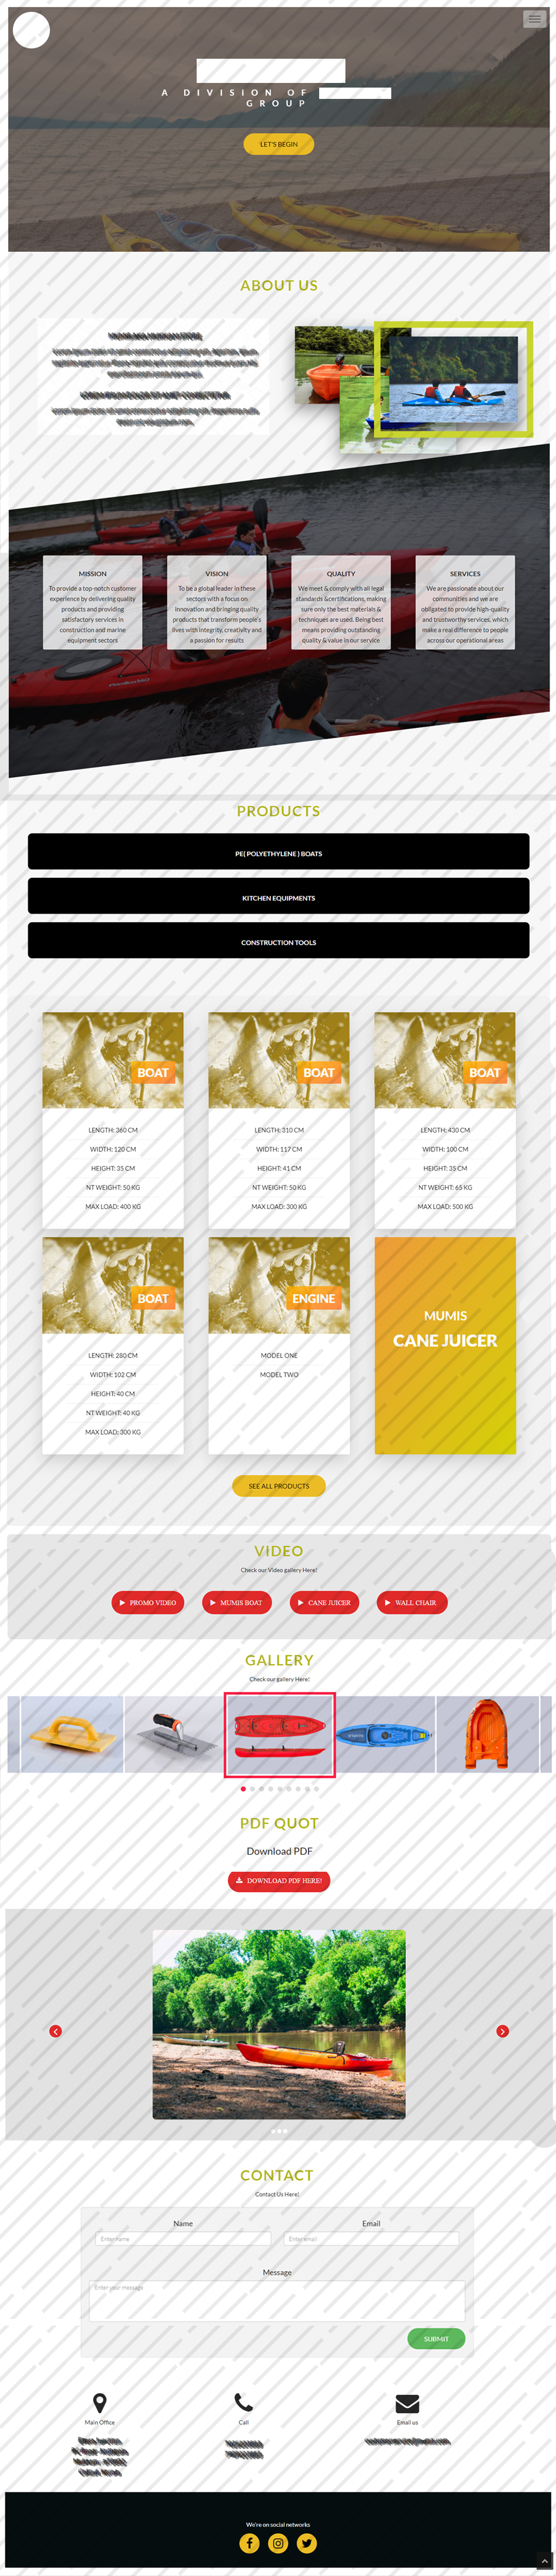 A DIVISION OF
GROUP
LET'S BEGIN
ABOUT US
MISSION
To provide a top-notch customer
experience by delivering quality
products and providing
satisfactory services in
construction and marine
equipment sectors
VISION
To be a global leader in these
sectors with a focus on
innovation and bringing quality
products that transform people's
lives with integrity, creativity and
a passion for results
QUALITY
We meet & comply with all legal
standards &certifications, making
sure only the best materials &
techniques are used. Being best
means providing outstanding
quality & value in our service
SERVICES
We are passionate about our
communities and we are
obligated to provide high-quality
and trustworthy services, which
make a real difference to people
across our operational areas
PRODUCTS
PE( POLYETHYLENE ) BOATS
KITCHEN EQUIPMENTS
CONSTRUCTION TOOLS
BOAT
LENGTH: 360 CM
WIDTH: 120 CM
HEIGHT: 35 CM
NT WEIGHT: 50 KG
MAX LOAD: 400 KG
BOAT
LENGTH: 310 CM
WIDTH: 117 CM
HEIGHT: 41 CM
NT WEIGHT: 50 KG
MAX LOAD: 300 KG
BOAT
LENGTH: 430 CM
WIDTH: 100 CM
HEIGHT: 35 CM
NT WEIGHT: 65 KG
MAX LOAD: 500 KG
BOAT
LENGTH: 280 CM
WIDTH: 102 CM
HEIGHT: 40 CM
NT WEIGHT: 40 KG
MAX LOAD: 300 KG
ENGINE
MODEL ONE
MODEL TWO
MUMIS
CANE JUICER
SEE ALL PRODUCTS
VIDEO
Check our Video gallery Here!
PROMO VIDEO
MUMIS BOAT
CANE JUICER
WALL CHAIR
GALLERY
Check our gallery Here!
PDF QUOT
Download PDF
DOWNLOAD PDF HERE!
CONTACT
Contact Us Here!
Name
Email
Enter name
Enter email
Message
Enter your message
SUBMIT
Main Office
Call
Email us
We're on social networks